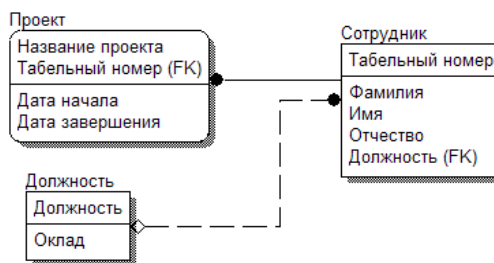 Проект
Название проекта
Табельный номер (FK)
Дата начала
Дата завершения
Сотрудник
Табельный номер
Фамилия
Имя
Отчество
Должность (FK)
Должность
Должность
Оклад